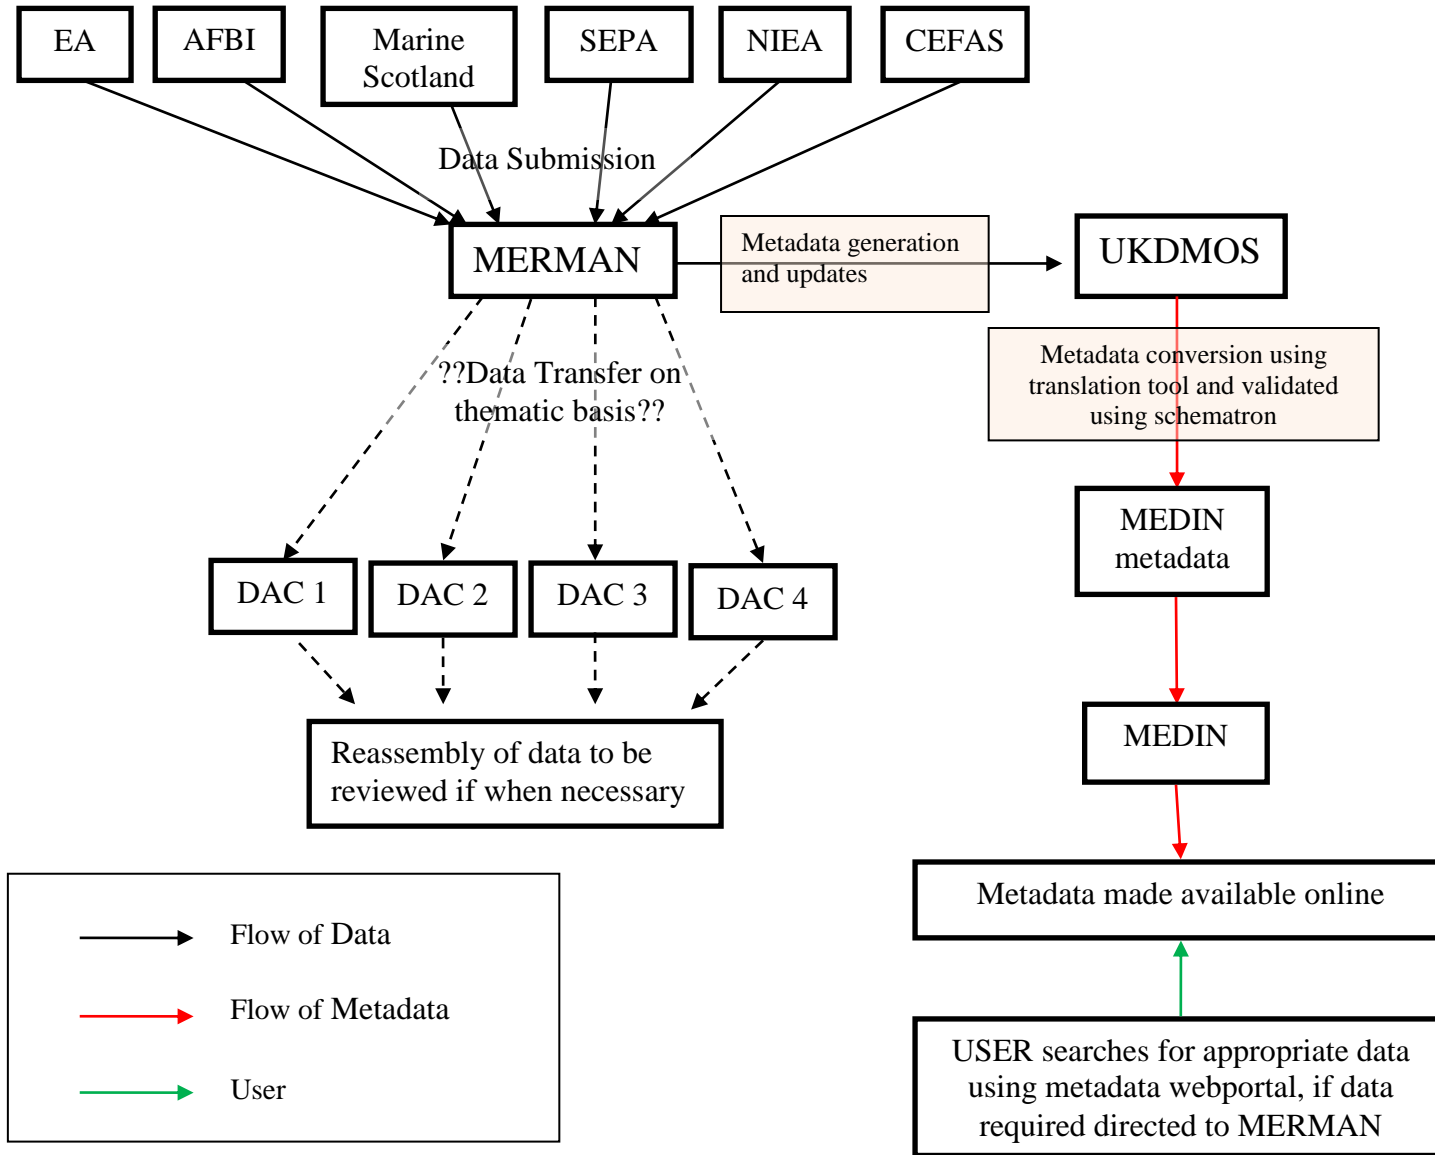 EA
AFBI
Marine
Scotland
SEPA
NIEA
CEFAS
Data Submission
MERMAN
Metadata generation
and updates
UKDMOS
??Data Transfer on
thematic basis??
Metadata conversion using
translation tool and validated
using schematron
MEDIN
metadata
DAC 1
DAC 2
DAC 3
DAC 4
Reassembly of data to be
reviewed if when necessary
MEDIN
Metadata made available online
Flow of Data
Flow of Metadata
User
USER searches for appropriate data
using metadata webportal, if data
required directed to MERMAN